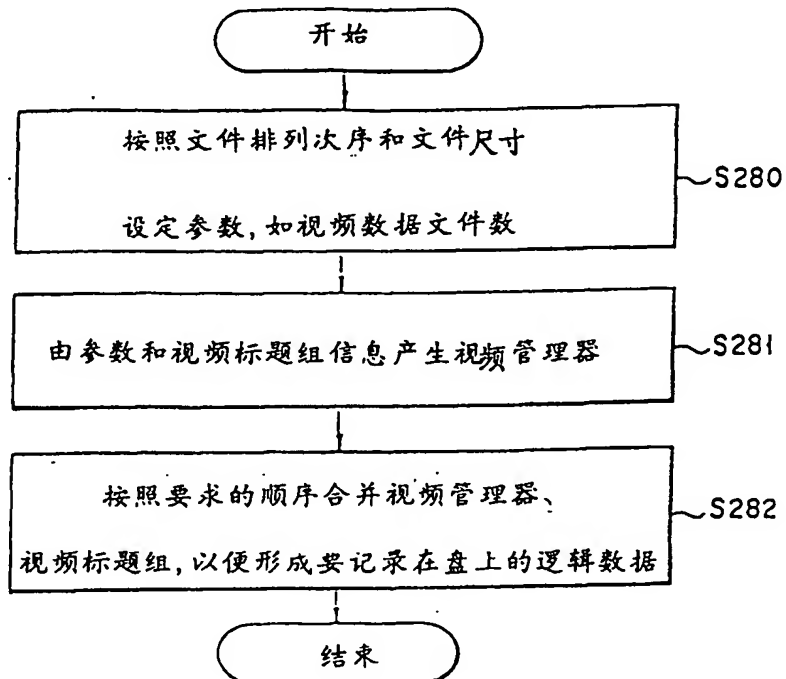 开始
按照文件排列次序和文件尺寸
设定参数,如视频数据文件数
S280
由参数和视频标题组信息产生视频管理器
S281
按照要求的顺序合并视频管理器、
视频标题组,以便形成要记录在盘上的逻辑数据
S282
结束